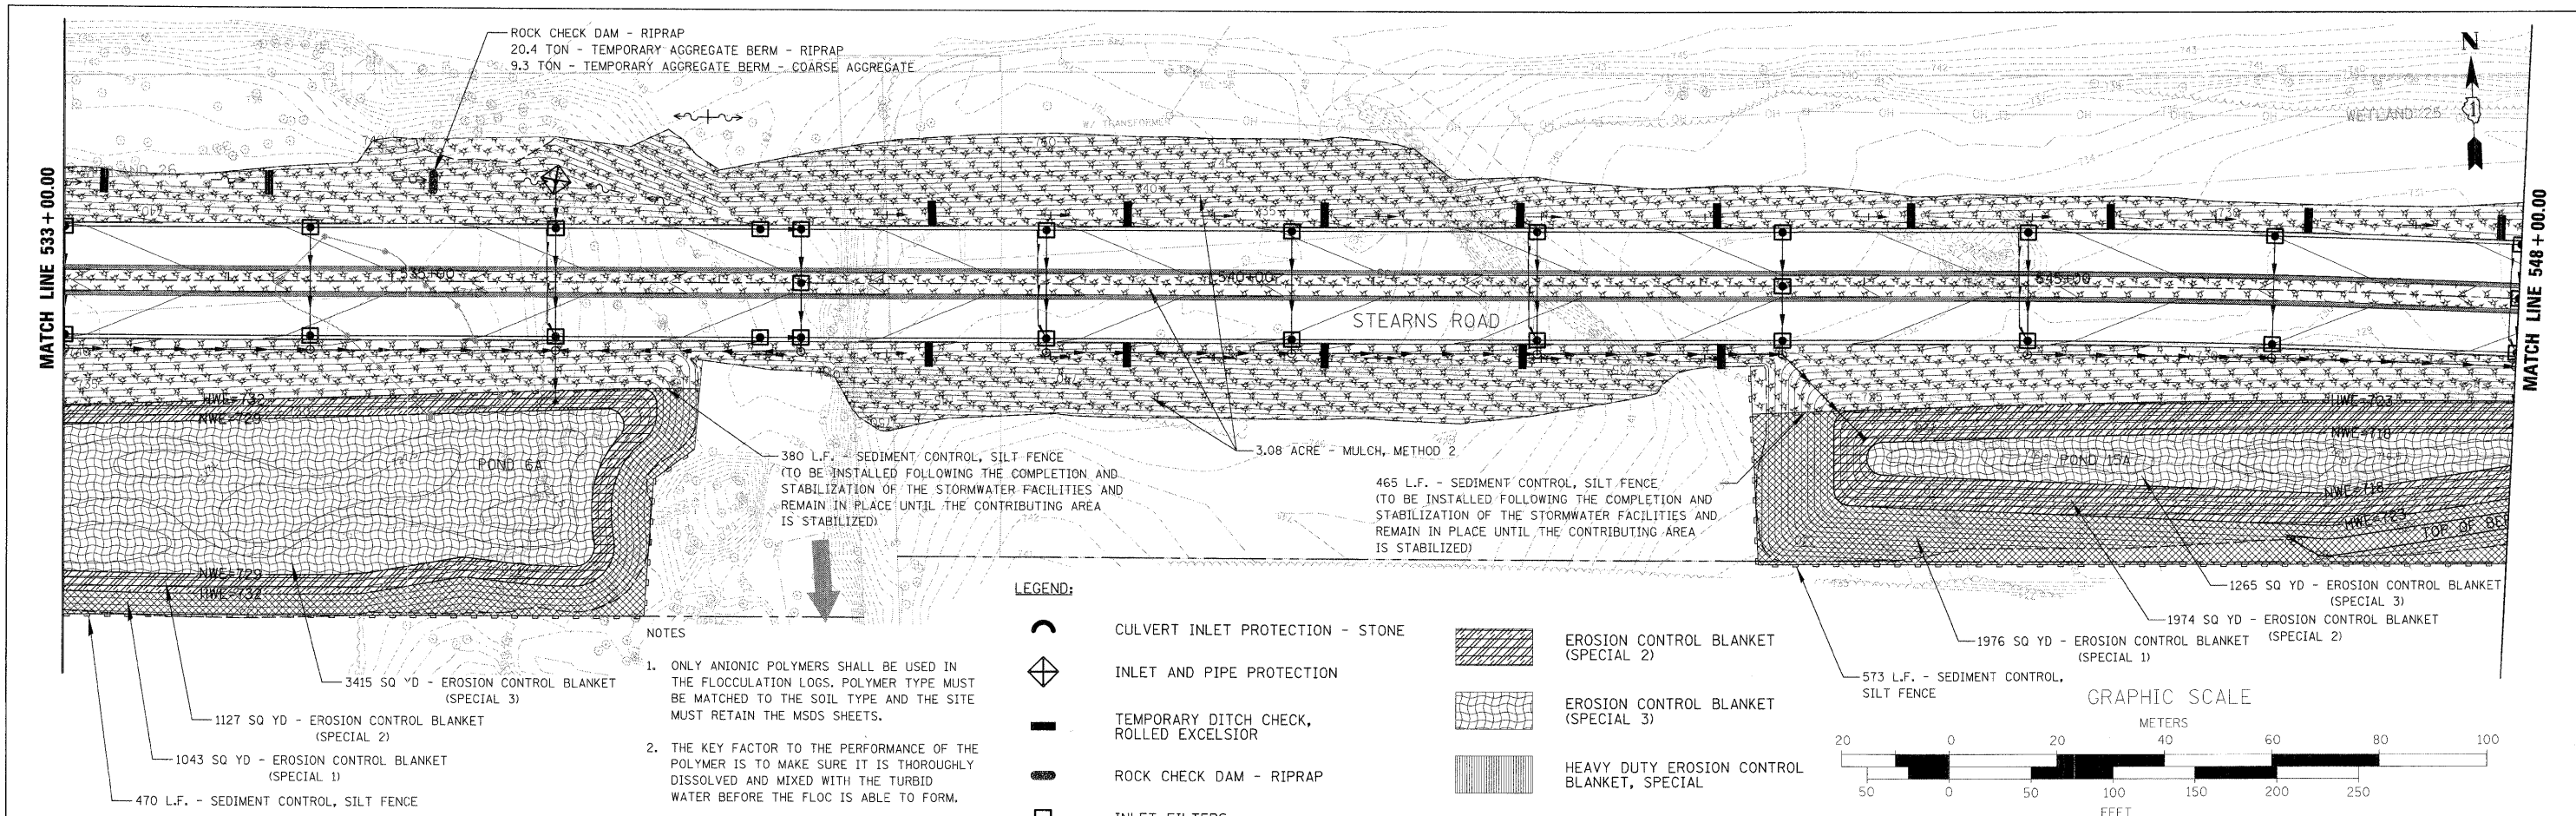 ROCK CHECK DAM - RIPRAP
20.4 TON - TEMPORARY AGGREGATE BERM - RIPRAP
9.3 TON - TEMPORARY AGGREGATE BERM - COARSE AGGREGATE
N
1
W/ TRANSFORMER
WETLAND 25
MATCH LINE 533+00.00
MATCH LINE 548+00.00
535+00
540+00
545+00
STEARNS ROAD
HWE=732
NWE=729
POND 6A
NWE=729
HWE=732
HWE=723
NWE=718
POND 15A
NWE=718
HWE=723
380 L.F. - SEDIMENT CONTROL, SILT FENCE
(TO BE INSTALLED FOLLOWING THE COMPLETION AND
STABILIZATION OF THE STORMWATER FACILITIES AND
REMAIN IN PLACE UNTIL THE CONTRIBUTING AREA
IS STABILIZED)
3.08 ACRE - MULCH, METHOD 2
465 L.F. - SEDIMENT CONTROL, SILT FENCE
(TO BE INSTALLED FOLLOWING THE COMPLETION AND
STABILIZATION OF THE STORMWATER FACILITIES AND
REMAIN IN PLACE UNTIL THE CONTRIBUTING AREA
IS STABILIZED)
TOP OF
1265 SQ YD - EROSION CONTROL BLANKET
(SPECIAL 3)
1974 SQ YD - EROSION CONTROL BLANKET
(SPECIAL 2)
1976 SQ YD - EROSION CONTROL BLANKET
(SPECIAL 1)
573 L.F. - SEDIMENT CONTROL,
SILT FENCE
3415 SQ YD - EROSION CONTROL BLANKET
(SPECIAL 3)
1127 SQ YD - EROSION CONTROL BLANKET
(SPECIAL 2)
1043 SQ YD - EROSION CONTROL BLANKET
(SPECIAL 1)
470 L.F. - SEDIMENT CONTROL, SILT FENCE
NOTES
1. ONLY ANIONIC POLYMERS SHALL BE USED IN
THE FLOCCULATION LOGS. POLYMER TYPE MUST
BE MATCHED TO THE SOIL TYPE AND THE SITE
MUST RETAIN THE MSDS SHEETS.
2. THE KEY FACTOR TO THE PERFORMANCE OF THE
POLYMER IS TO MAKE SURE IT IS THOROUGHLY
DISSOLVED AND MIXED WITH THE TURBID
WATER BEFORE THE FLOC IS ABLE TO FORM.
LEGEND:
CULVERT INLET PROTECTION - STONE
INLET AND PIPE PROTECTION
TEMPORARY DITCH CHECK,
ROLLED EXCELSIOR
ROCK CHECK DAM - RIPRAP
INLET FILTERS
EROSION CONTROL BLANKET
(SPECIAL 2)
EROSION CONTROL BLANKET
(SPECIAL 3)
HEAVY DUTY EROSION CONTROL
BLANKET, SPECIAL
GRAPHIC SCALE
METERS
20 0 20 40 60 80 100
50 0 50 100 150 200 250
FEET